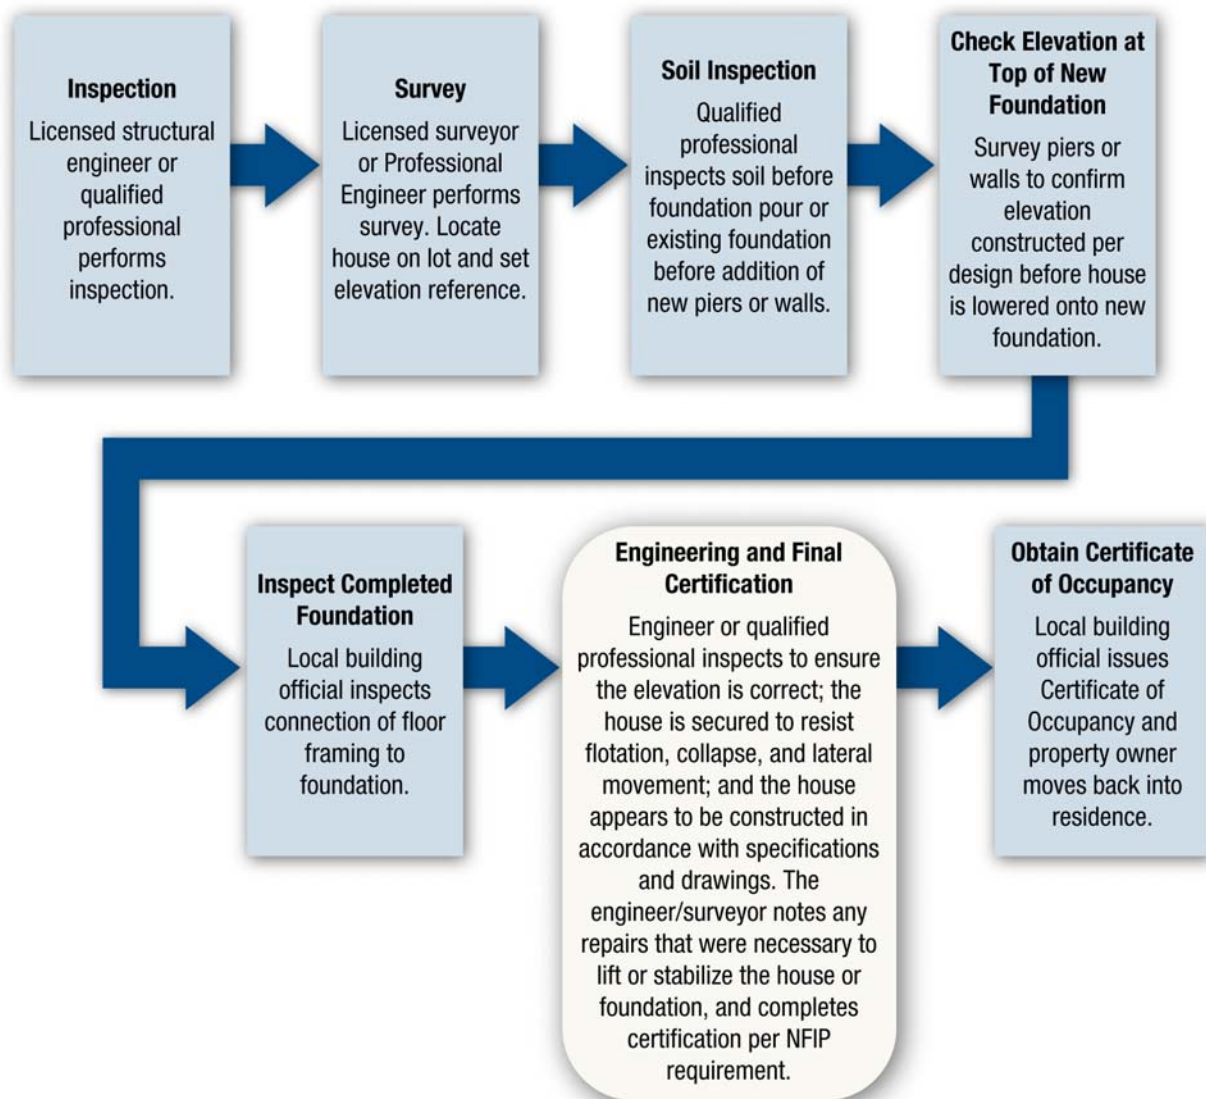 Inspection
Licensed structural
engineer or
qualified
professional
performs
inspection.
Survey
Licensed surveyor
or Professional
Engineer performs
survey. Locate
house on lot and set
elevation reference.
Soil Inspection
Qualified
professional
inspects soil before
foundation pour or
existing foundation
before addition of
new piers or walls.
Check Elevation at
Top of New
Foundation
Survey piers or
walls to confirm
elevation
constructed per
design before house
is lowered onto new
foundation.
Inspect Completed
Foundation
Local building
official inspects
connection of floor
framing to
foundation.
Engineering and Final
Certification
Engineer or qualified
professional inspects to ensure
the elevation is correct; the
house is secured to resist
flotation, collapse, and lateral
movement; and the house
appears to be constructed in
accordance with specifications
and drawings. The
engineer/surveyor notes any
repairs that were necessary to
lift or stabilize the house or
foundation, and completes
certification per NFIP
requirement.
Obtain Certificate
of Occupancy
Local building
official issues
Certificate of
Occupancy and
property owner
moves back into
residence.